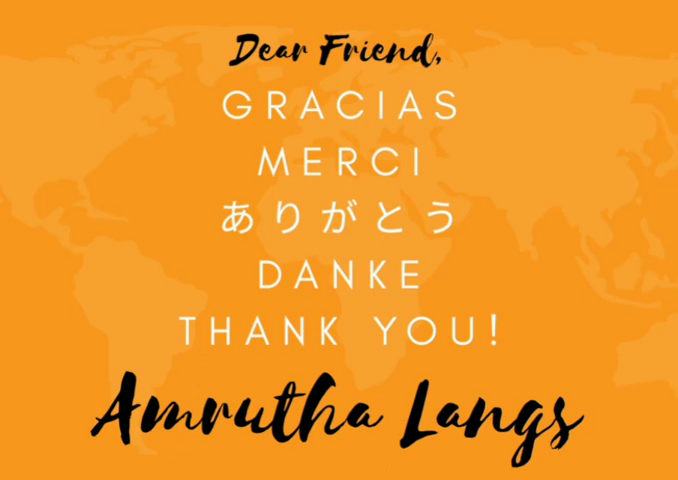 Dear Friend,
GRACIAS
MERCI
ありがとう
DANKE
THANK YOU!
Amrutha Langs